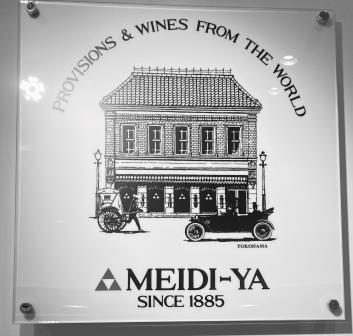 PROVISIONS & WINES FROM THE WORLD
YOKOHAMA
MEIDI-YA
SINCE 1885